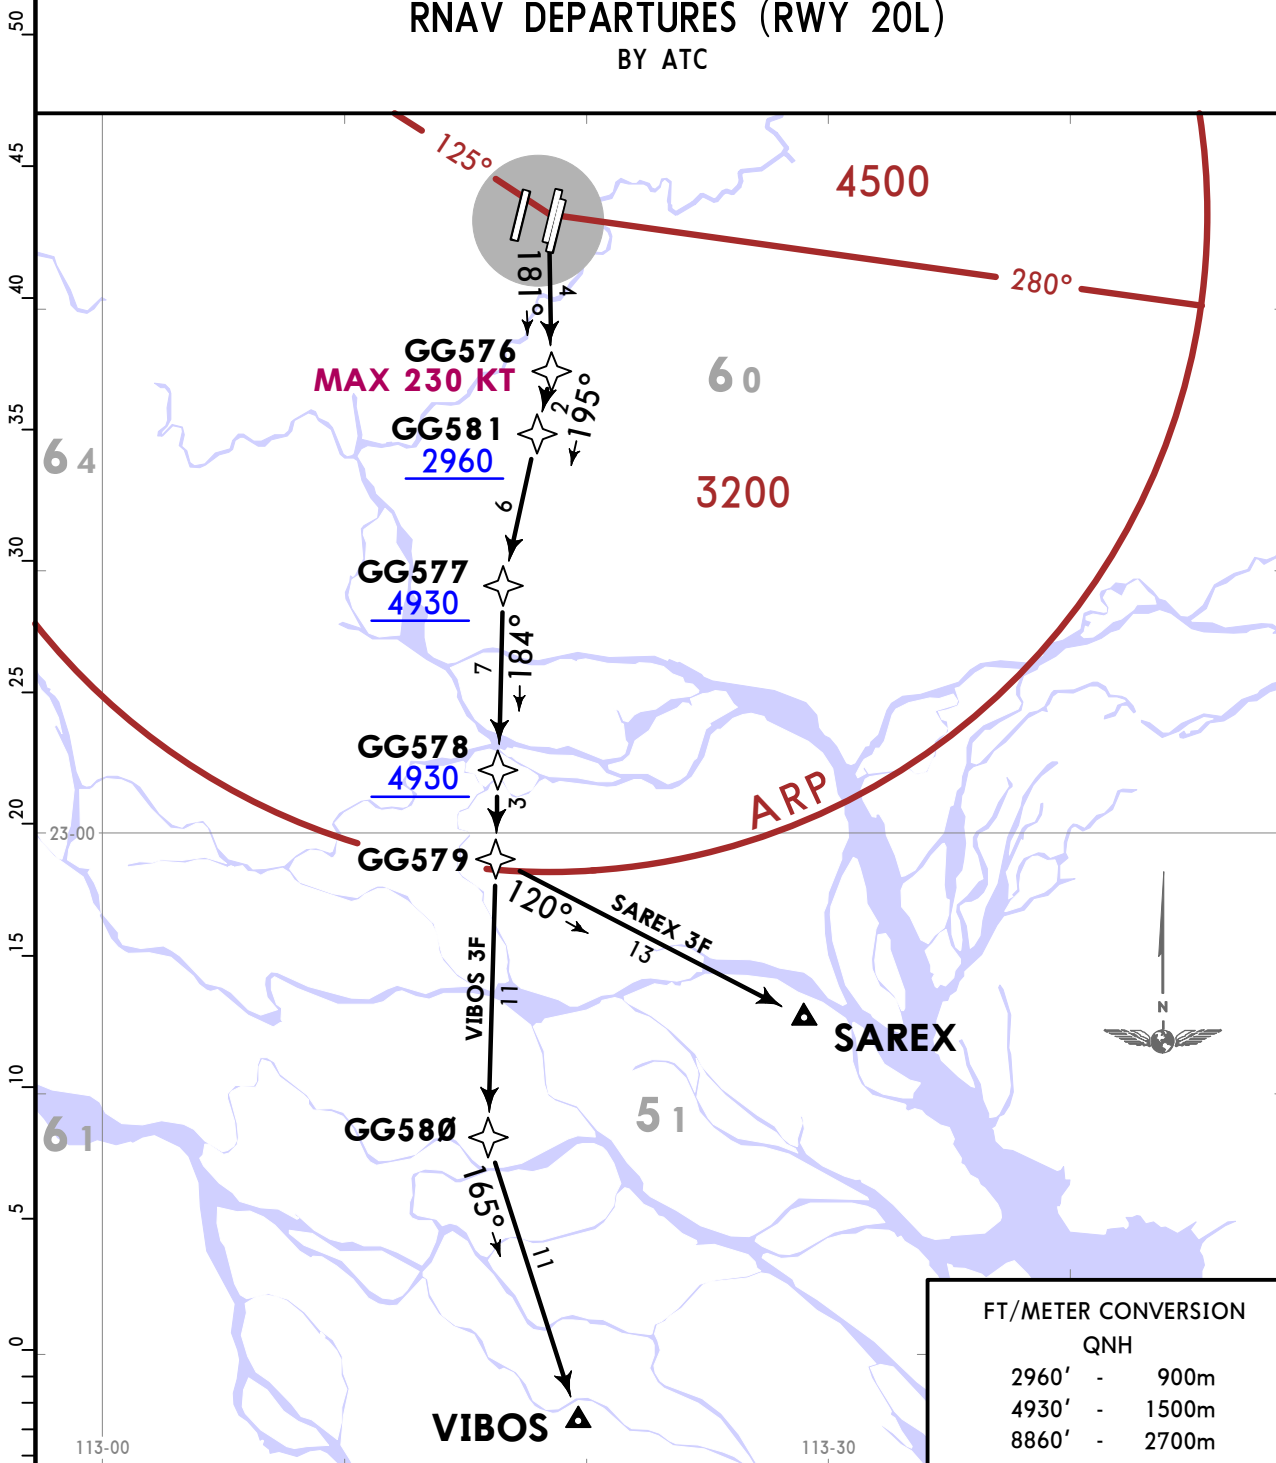 RNAV DEPARTURES (RWY 20L)
BY ATC
50
45
40
35
30
25
20
15
10
5
0
125°
4500
280°
181°
4
GG576
MAX 230 KT
60
2
195°
GG581
2960
64
3200
6
GG577
4930
184°
7
GG578
4930
3
ARP
23-00
GG579
120°
SAREX 3F
13
VIBOS 3F
11
SAREX
N
51
61
GG58Ø
165°
11
VIBOS
113-00
113-30
FT/METER CONVERSION
QNH
2960' - 900m
4930' - 1500m
8860' - 2700m